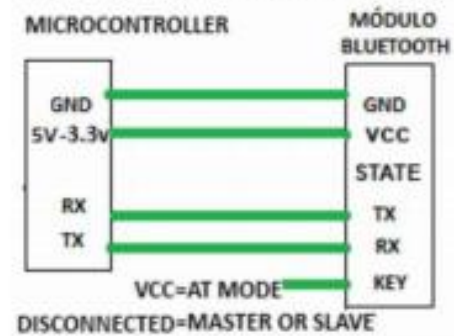 MICROCONTROLLER
MÓDULO
BLUETOOTH
GND
5V-3.3v
RX
TX
GND
VCC
STATE
TX
RX
KEY
VCC=AT MODE
DISCONNECTED=MASTER OR SLAVE